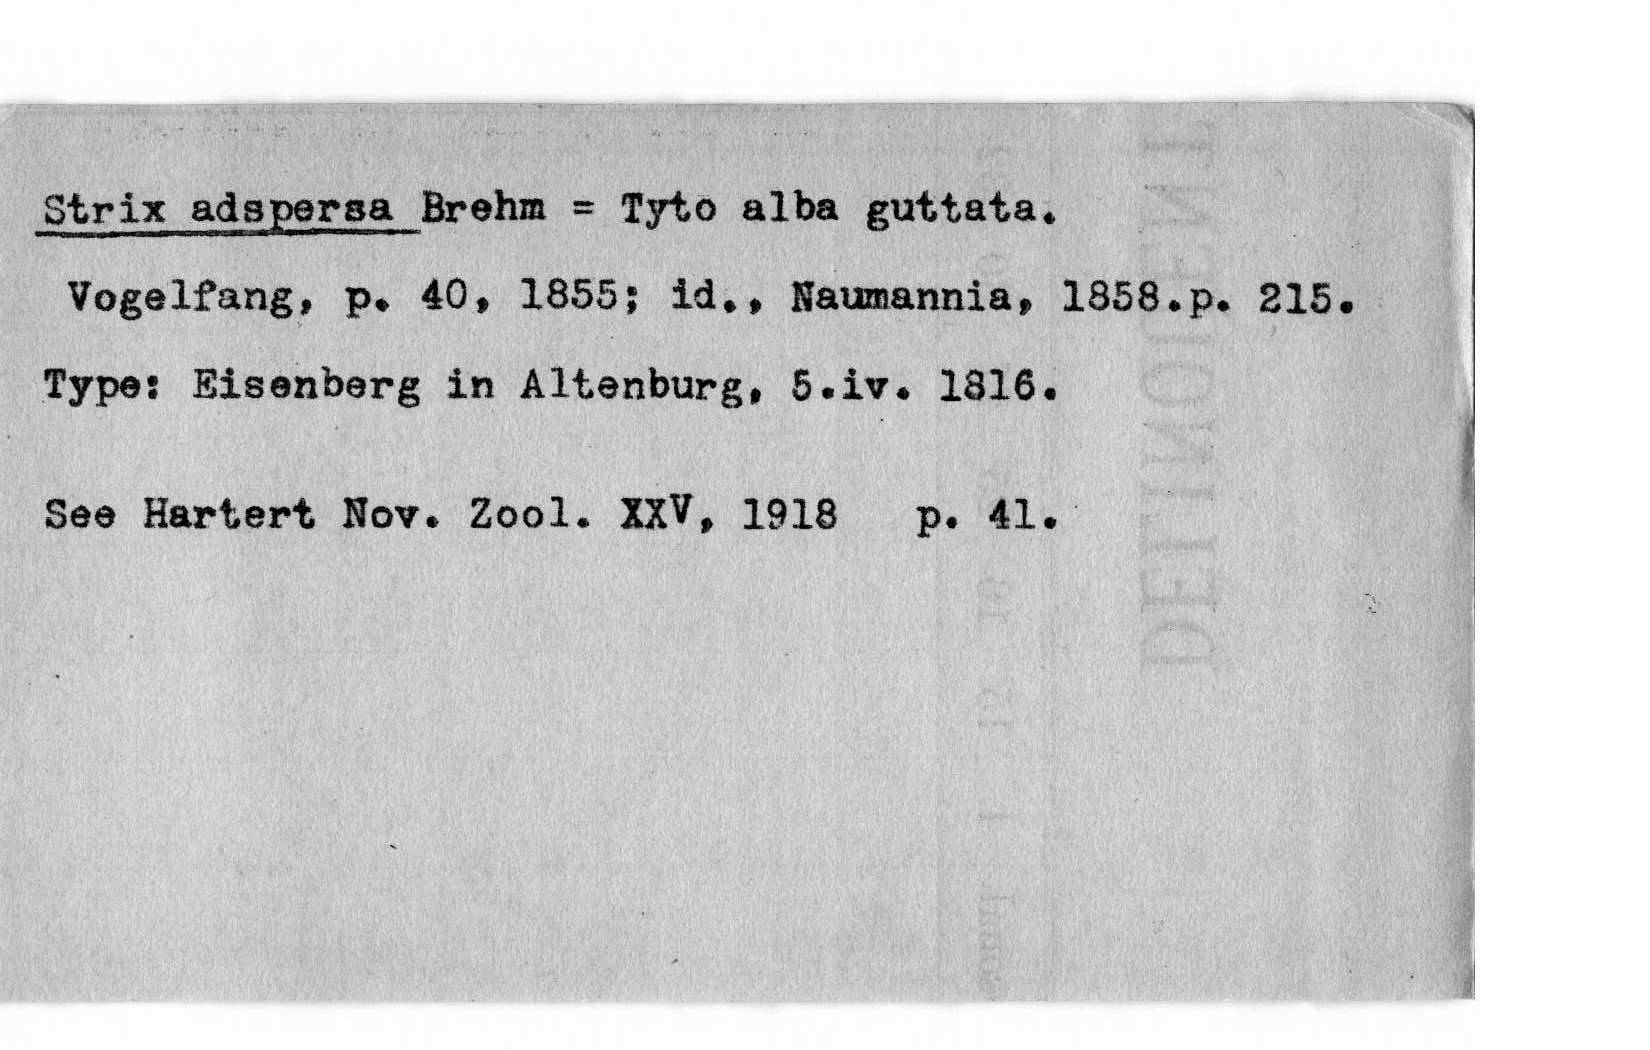 Strix adspersa Brehm = Tyto alba guttata.
Vogelfang, p. 40, 1855; id., Naumannia, 1858.p. 215.
Type: Eisenberg in Altenburg, 5.iv. 1816.
See Hartert Nov. Zool. XXV, 1918 p. 41.